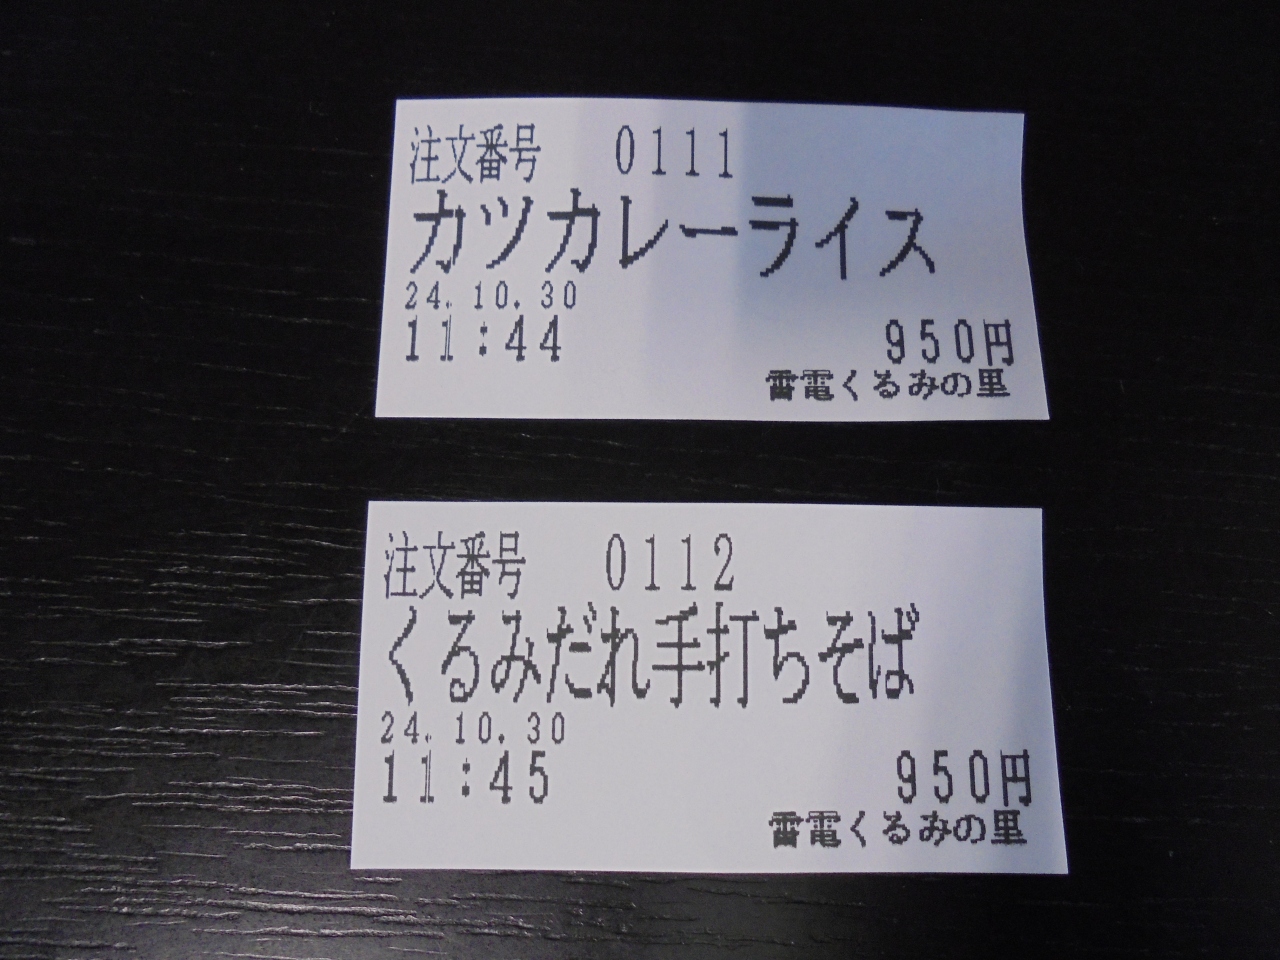 注文番号 0111
カツカレーライス
24.10.30
11:44 950円
雷電くるみの里
注文番号 0112
くるみだれ手打ちそば
24.10.30
11:45 950円
雷電くるみの里